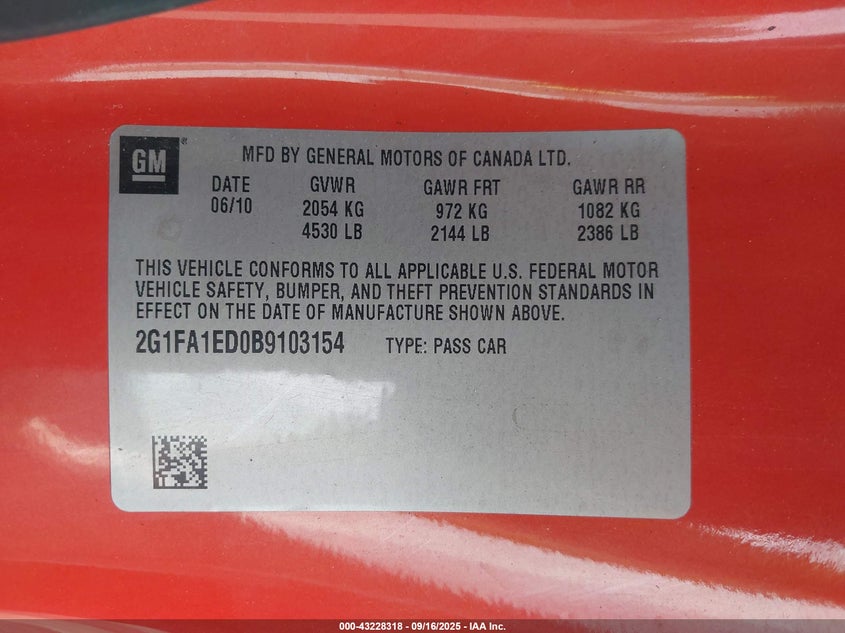 GM ® MFD BY GENERAL MOTORS OF CANADA LTD.
DATE GVWR GAWR FRT GAWR RR
06/10 2054 KG 972 KG 1082 KG
4530 LB 2144 LB 2386 LB
THIS VEHICLE CONFORMS TO ALL APPLICABLE U.S. FEDERAL MOTOR
VEHICLE SAFETY, BUMPER, AND THEFT PREVENTION STANDARDS IN
EFFECT ON THE DATE OF MANUFACTURE SHOWN ABOVE.
2G1FA1ED0B9103154 TYPE: PASS CAR
000-43228318 - 09/16/2025 - IAA Inc.